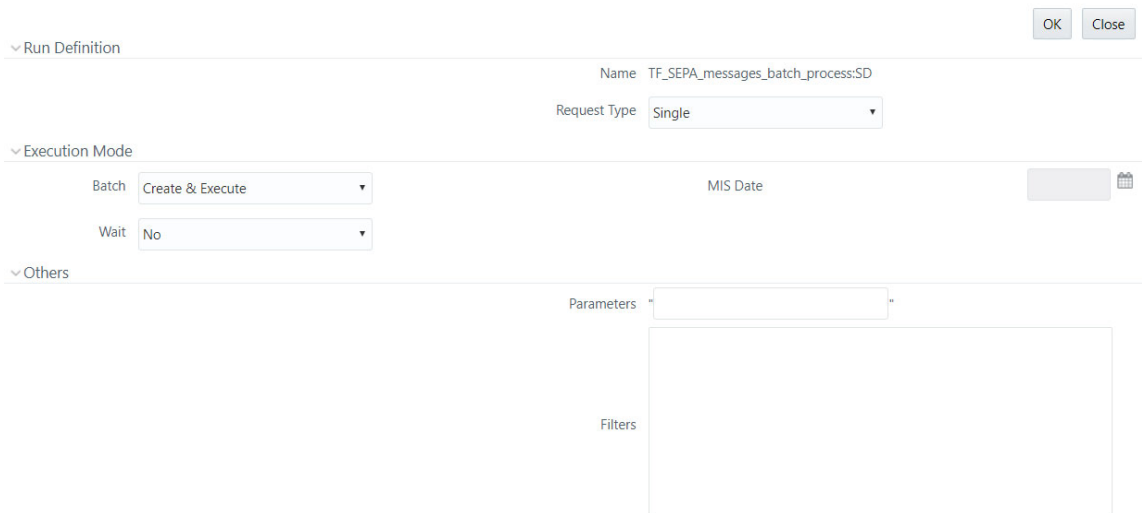 OK Close
Run Definition
Name TF_SEPA_messages_batch_process:SD
Request Type Single
Execution Mode
Batch Create & Execute MIS Date
Wait No
Others
Parameters " "
Filters